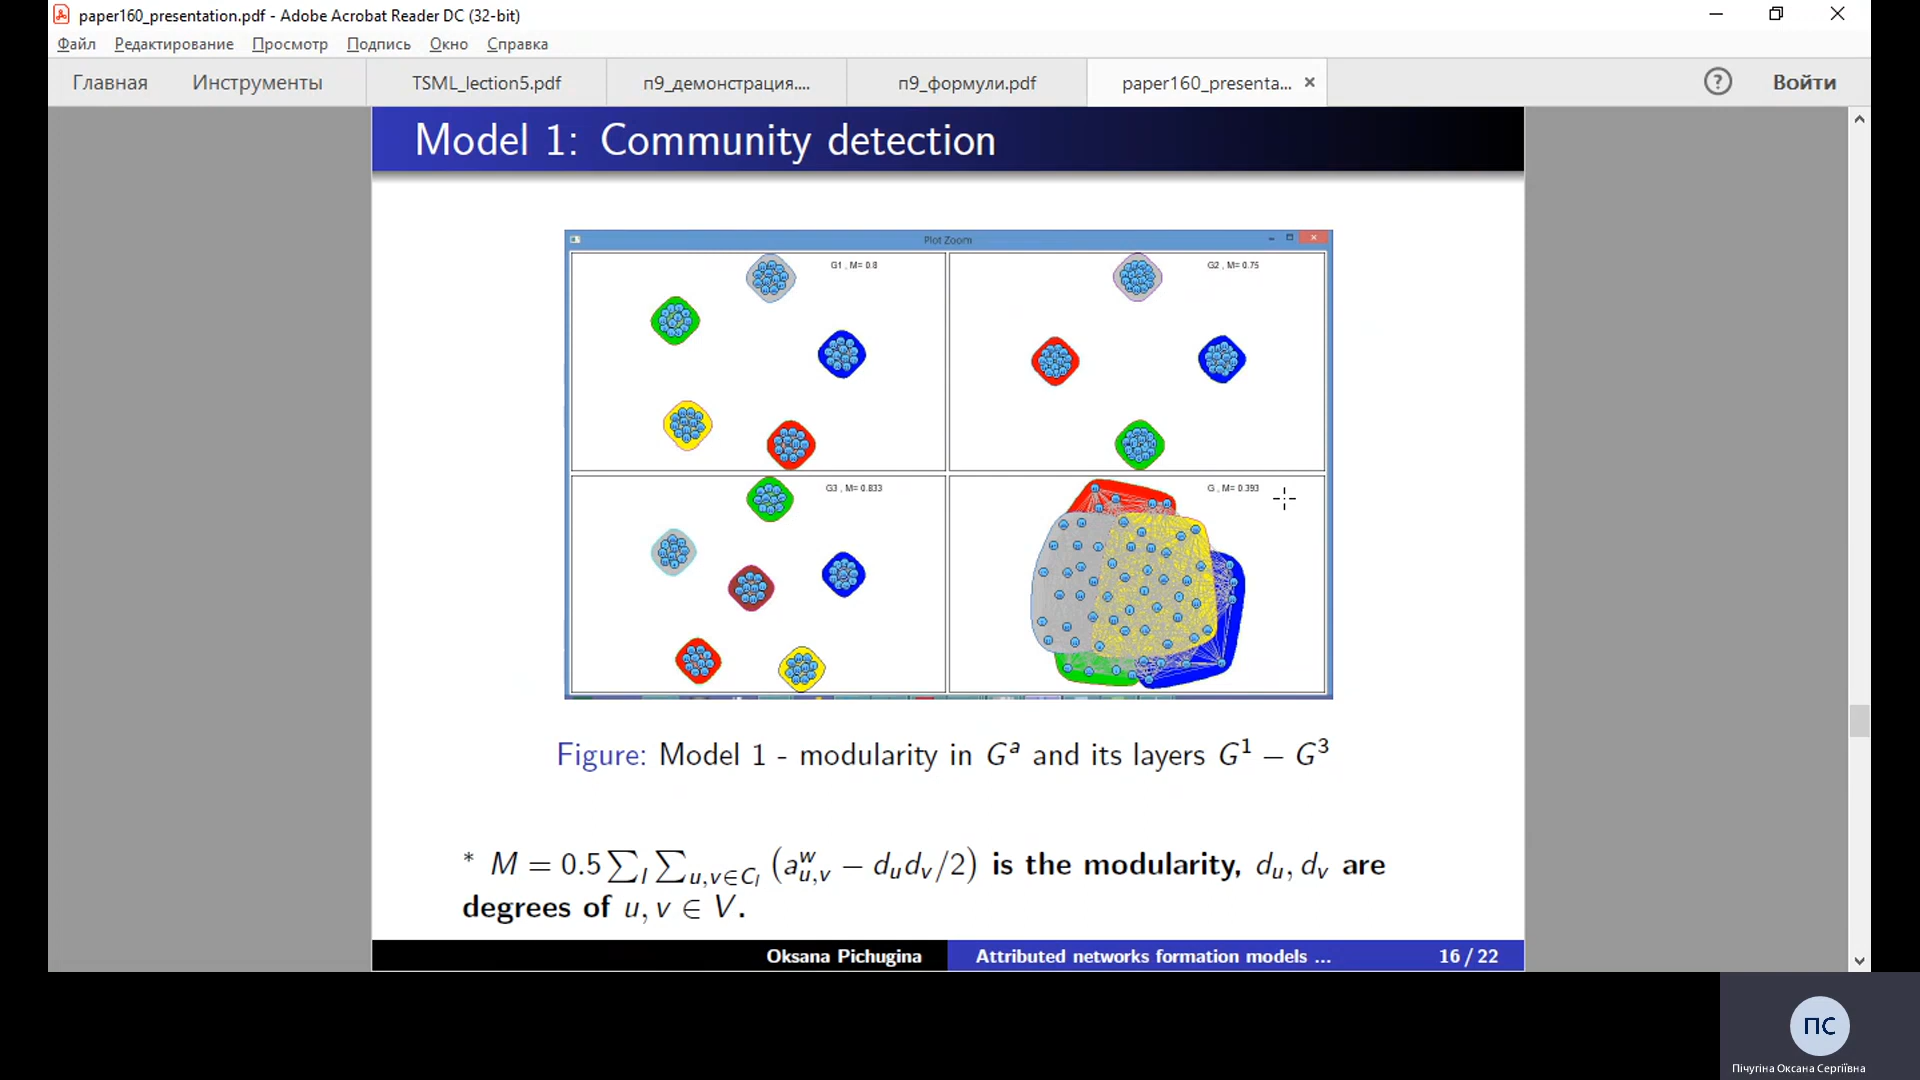 paper160_presentation.pdf - Adobe Acrobat Reader DC (32-bit)
Файл Редактирование Просмотр Подпись Окно Справка
Главная Инструменты TSML_lection5.pdf п9_демонстрация.... п9_формули.pdf paper160_presenta... × ? Войти
Model 1: Community detection
Plot Zoom
G1 , M= 0.8
G2 , M= 0.75
G3 , M= 0.833
G , M= 0.393
Figure: Model 1 - modularity in Gᵃ and its layers G¹ − G³
* M = 0.5 ∑_l ∑_{u,v∈C_l} (a^w_{u,v} − d_u d_v/2) is the modularity, d_u, d_v are
degrees of u, v ∈ V.
Oksana Pichugina Attributed networks formation models ... 16 / 22
ПС
Пічугіна Оксана Сергіївна